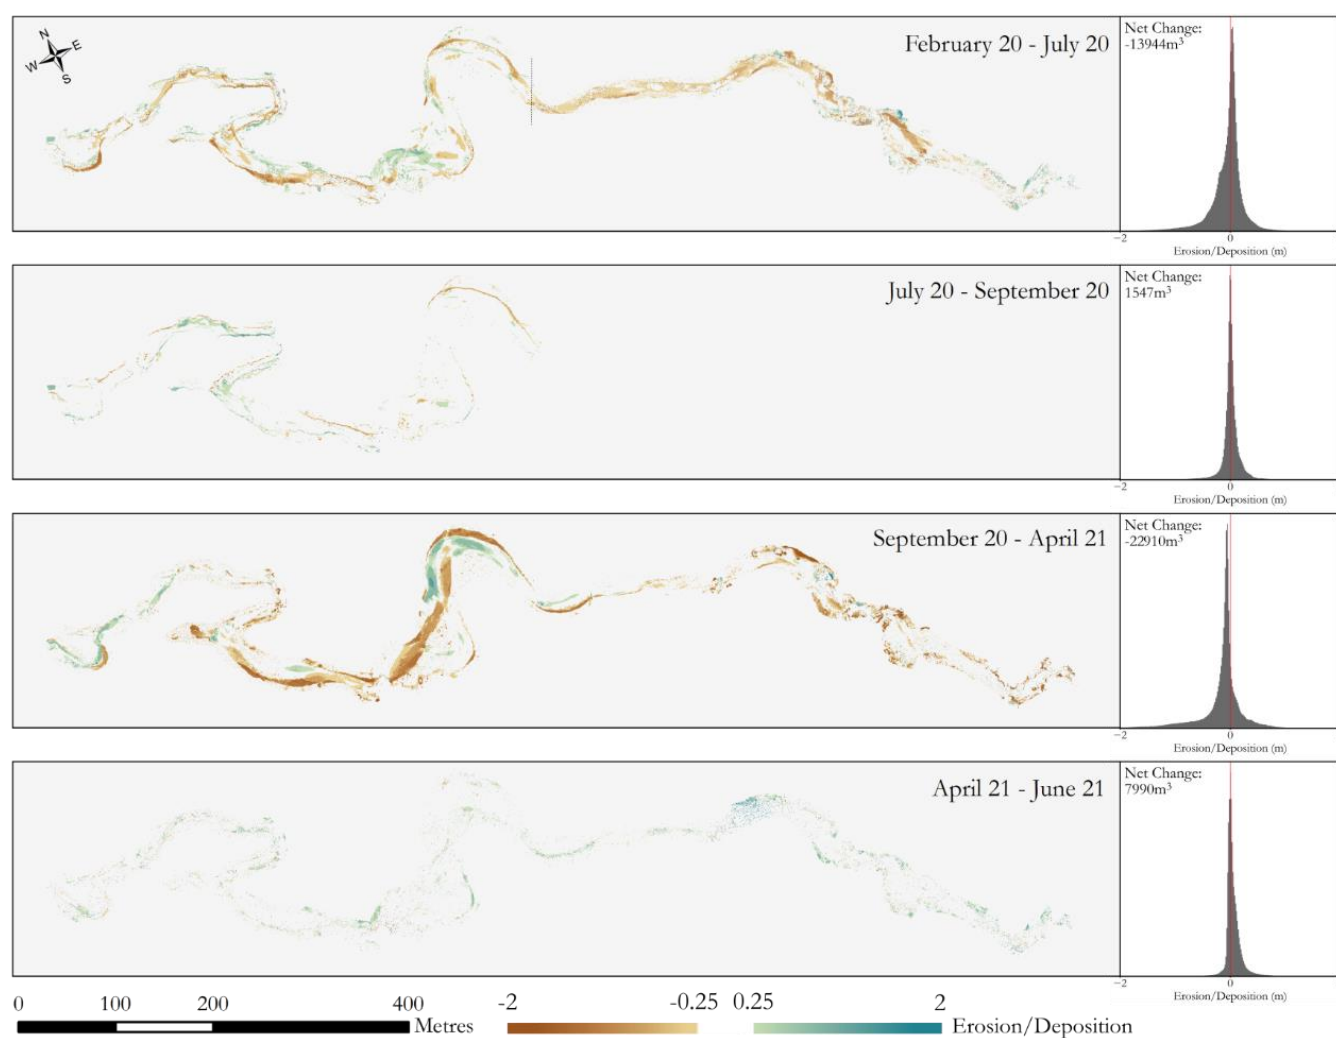 N
E
W
S
February 20 - July 20
Net Change:
-13944m³
−2
0
Erosion/Deposition (m)
July 20 - September 20
Net Change:
1547m³
−2
0
Erosion/Deposition (m)
September 20 - April 21
Net Change:
-22910m³
−2
0
Erosion/Deposition (m)
April 21 - June 21
Net Change:
7990m³
−2
0
Erosion/Deposition (m)
0 100 200 400 Metres
-2 -0.25 0.25 2 Erosion/Deposition